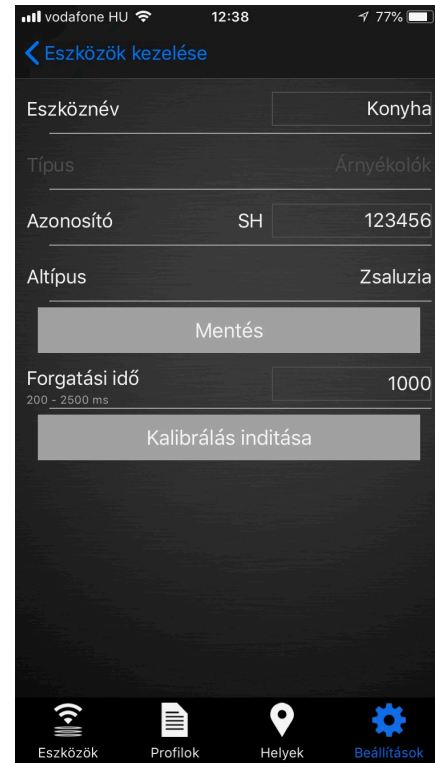 vodafone HU 12:38 77%
Eszközök kezelése
Eszköznév Konyha
Típus Árnyékolók
Azonosító SH 123456
Altípus Zsaluzia
Mentés
Forgatási idő 1000
200 - 2500 ms
Kalibrálás inditása
Eszközök Profilok Helyek Beállítások